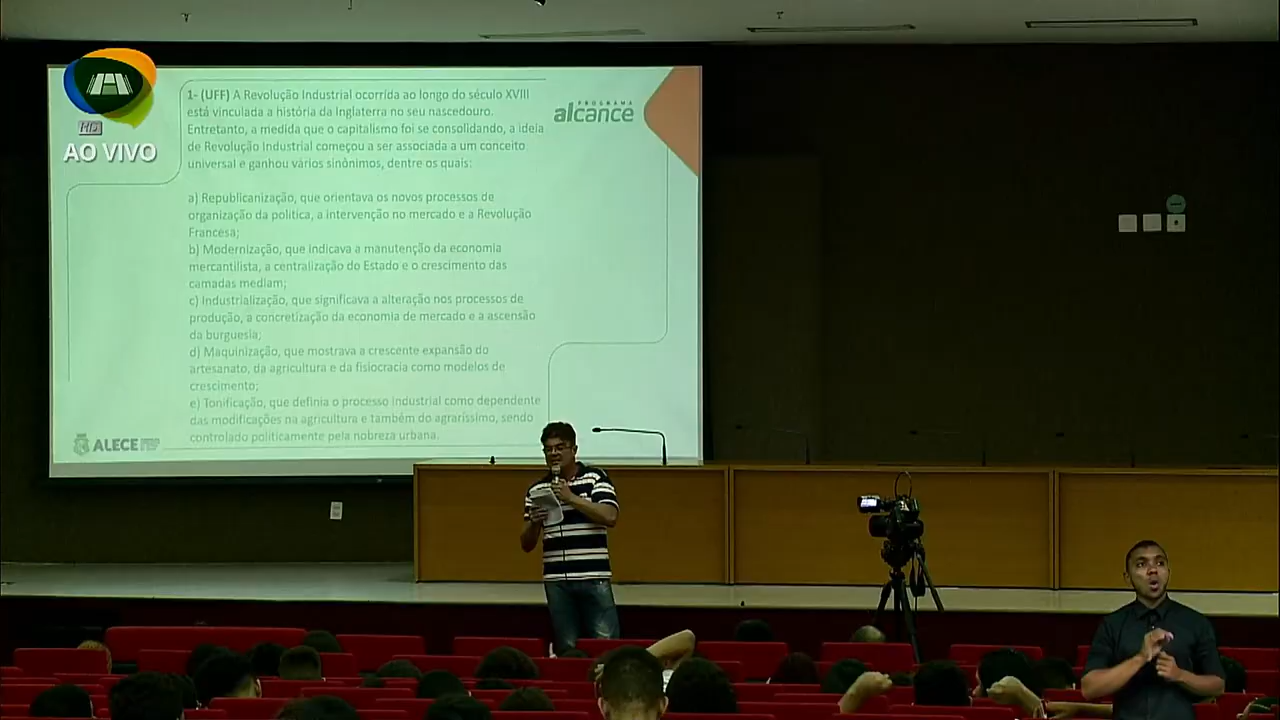 HD
AO VIVO
1- (UFF) A Revolução Industrial ocorrida ao longo do século XVIII
está vinculada a história da Inglaterra no seu nascedouro.
Entretanto, a medida que o capitalismo foi se consolidando, a ideia
de Revolução Industrial começou a ser associada a um conceito
universal e ganhou vários sinônimos, dentre os quais:
PROGRAMA
alcance
a) Republicanização, que orientava os novos processos de
organização da política, a intervenção no mercado e a Revolução
Francesa;
b) Modernização, que indicava a manutenção da economia
mercantilista, a centralização do Estado e o crescimento das
camadas mediam;
c) Industrialização, que significava a alteração nos processos de
produção, a concretização da economia de mercado e a ascensão
da burguesia;
d) Maquinização, que mostrava a crescente expansão do
artesanato, da agricultura e da fisiocracia como modelos de
crescimento;
e) Tonificação, que definia o processo industrial como dependente
das modificações na agricultura e também do agraríssimo, sendo
controlado politicamente pela nobreza urbana.
ALECE